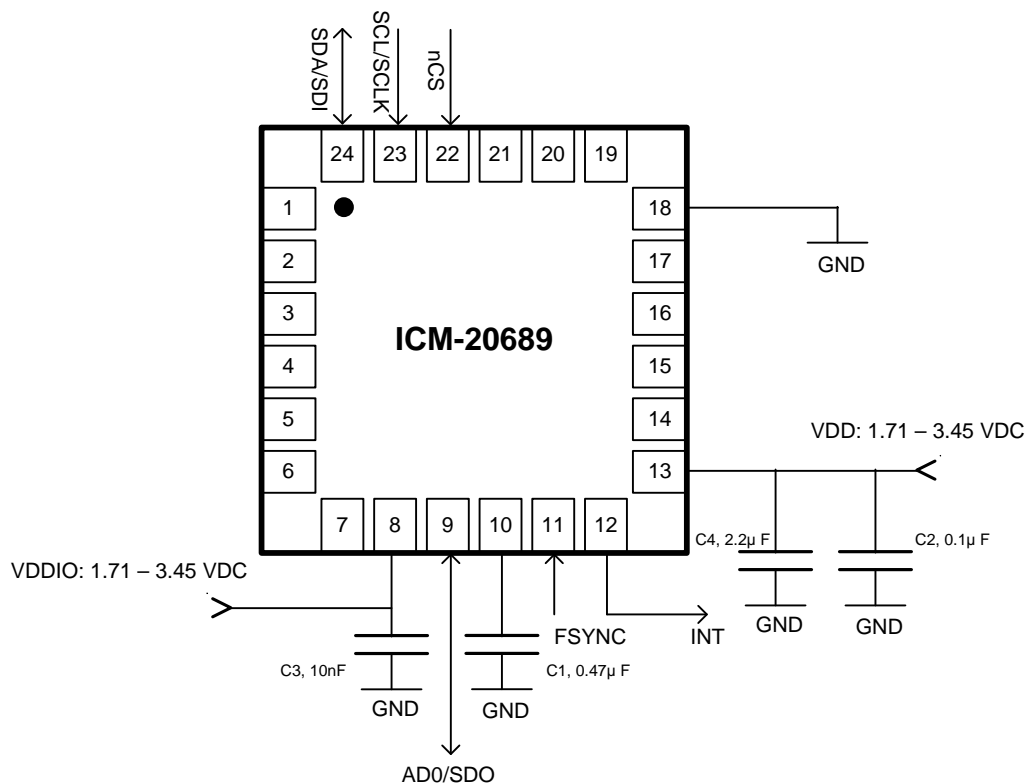 SDA/SDI
SCL/SCLK
nCS
24
23
22
21
20
19
1
2
3
4
5
6
18
17
16
15
14
13
GND
ICM-20689
VDD: 1.71 – 3.45 VDC
7
8
9
10
11
12
C4, 2.2µ F
C2, 0.1µ F
GND
GND
VDDIO: 1.71 – 3.45 VDC
FSYNC
INT
C3, 10nF
C1, 0.47µ F
GND
GND
AD0/SDO